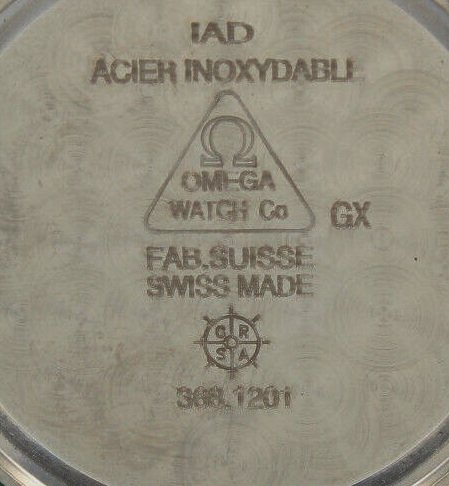 IAD
ACIER INOXYDABLE
Ω
OMEGA
WATCH Co
GX
FAB.SUISSE
SWISS MADE
C R
S A
368.1201